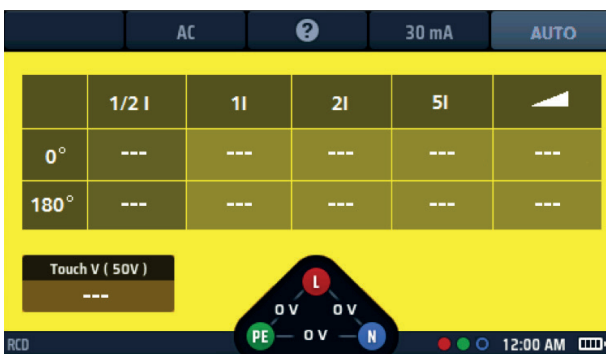 AC ? 30 mA AUTO
1/2 I 1I 2I 5I
0° --- --- --- --- ---
180° --- --- --- --- ---
Touch V ( 50V )
---
L
0 V 0 V
PE 0 V N
RCD 12:00 AM